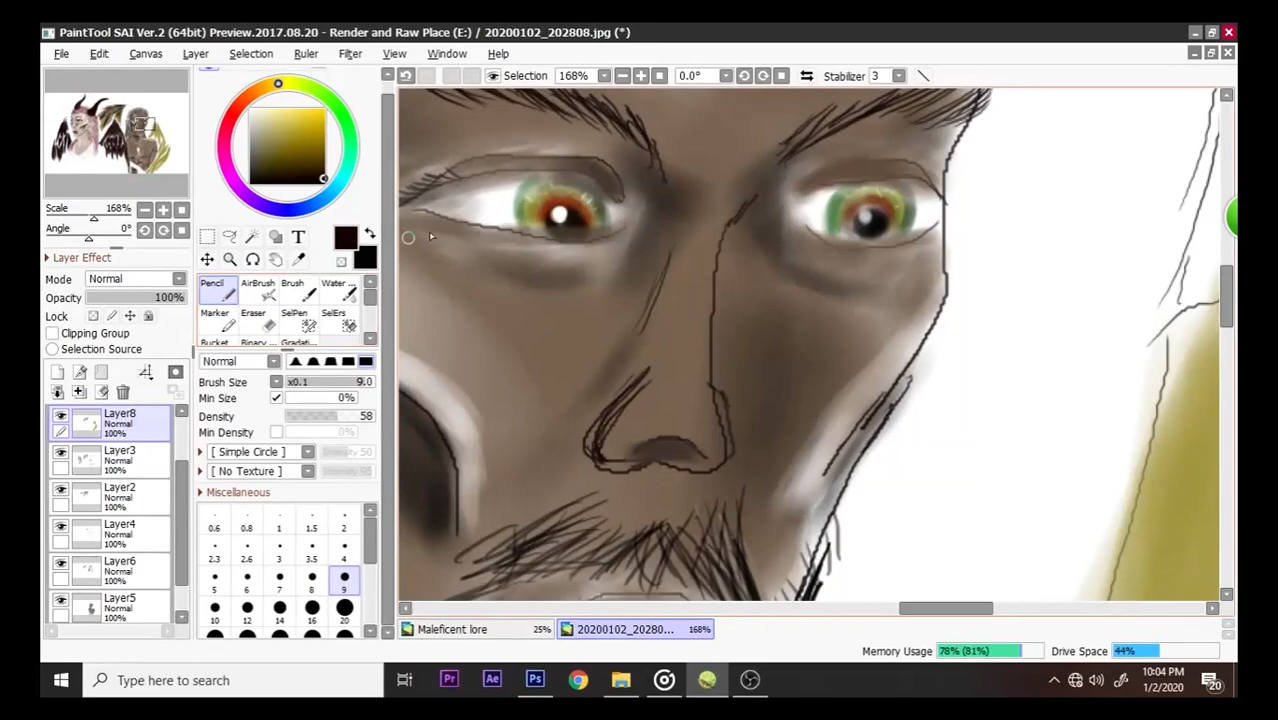 PaintTool SAI Ver.2 (64bit) Preview.2017.08.20 - Render and Raw Place (E:) / 20200102_202808.jpg (*)
File Edit Canvas Layer Selection Ruler Filter View Window Help
Selection 168% 0.0° Stabilizer 3
Scale 168%
Angle 0°
Layer Effect
Mode Normal
Opacity 100%
Lock
Clipping Group
Selection Source
Layer8
Normal
100%
Layer3
Normal
100%
Layer2
Normal
100%
Layer4
Normal
100%
Layer6
Normal
100%
Layer5
Normal
100%
T
Pencil AirBrush Brush Water ...
Marker Eraser SelPen SelErs
Bucket Binary ... Gradati...
Normal
Brush Size x0.1 9.0
Min Size 0%
Density 58
Min Density
[ Simple Circle ] 50
[ No Texture ]
Miscellaneous
0.6 0.8 1 1.5 2
2.3 2.6 3 3.5 4
5 6 7 8 9
10 12 14 16 20
Maleficent lore 25% 20200102_20280... 168%
Memory Usage 78% (81%) Drive Space 44%
Type here to search
Pr Ae Ps
10:04 PM
1/2/2020
20